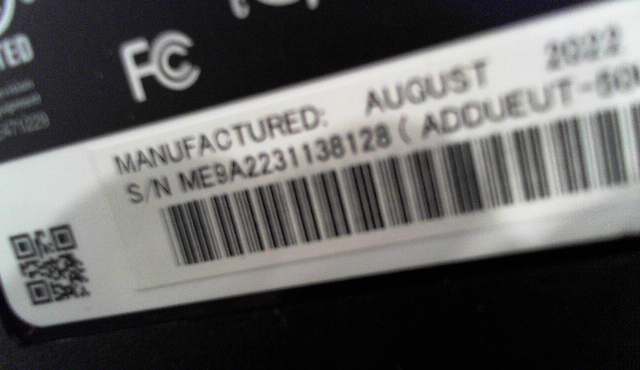 FC
MANUFACTURED: AUGUST 2022
S/N ME9A2231138128 ( ADDUEUT-